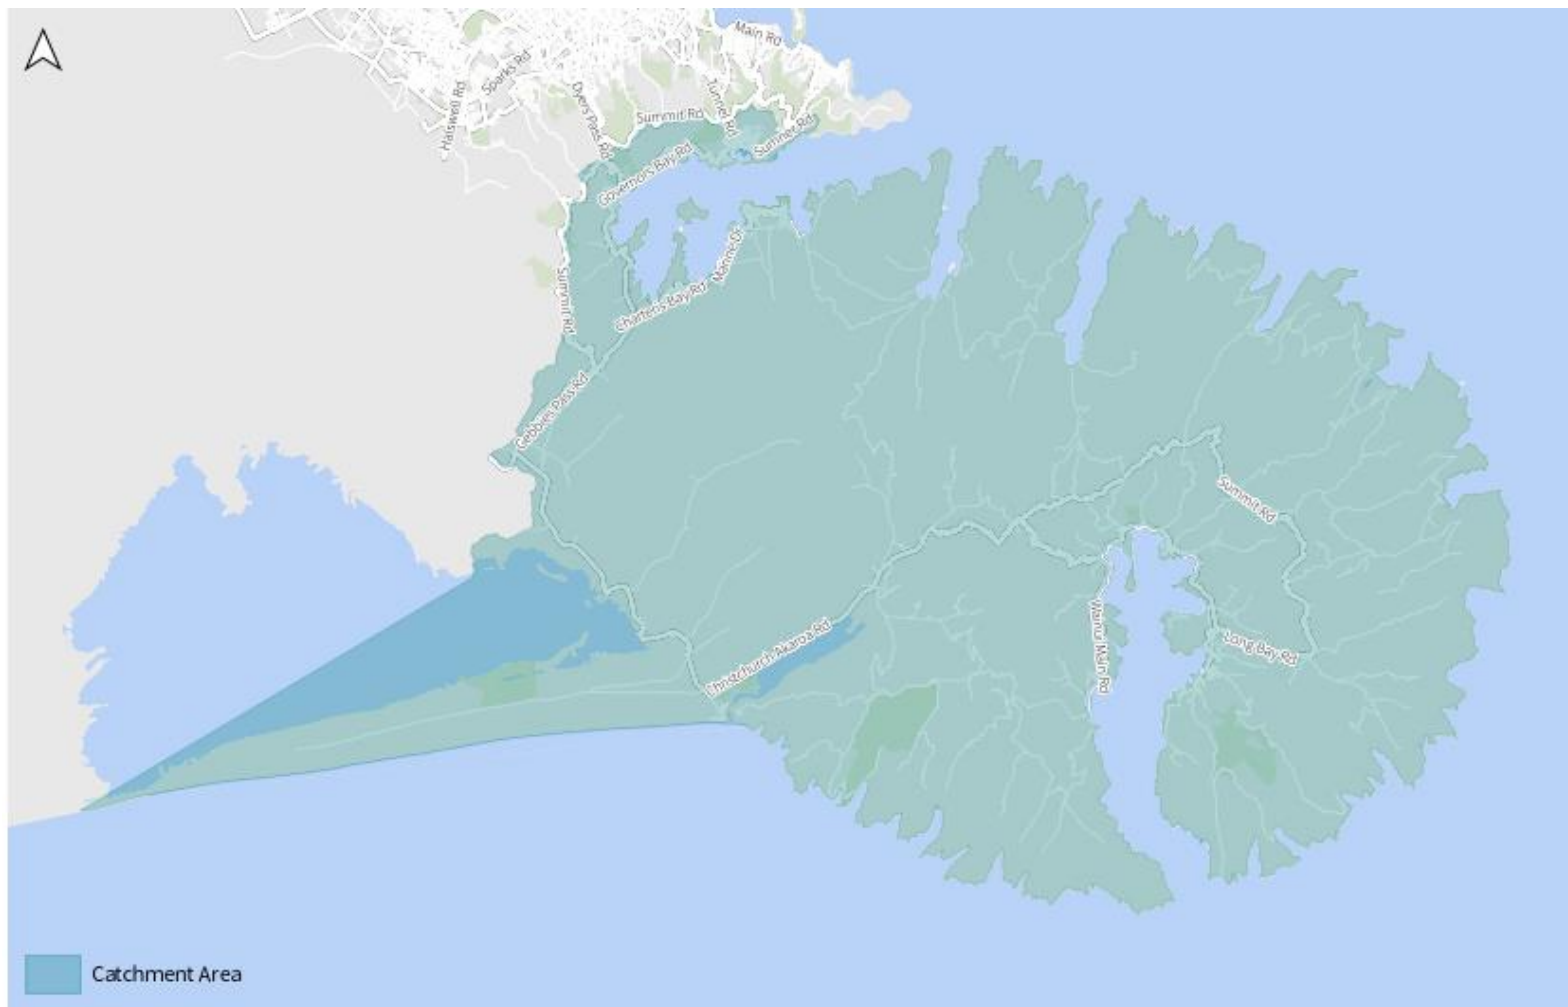 Main Rd
Sparks Rd
Halswell Rd
Dyers Pass Rd
Tunnel Rd
Summit Rd
Sumner Rd
Governors Bay Rd
Marine Dr
Summit Rd
Charteris Bay Rd
Gebbies Pass Rd
Summit Rd
Christchurch Akaroa Rd
Wainui Main Rd
Long Bay Rd
Catchment Area